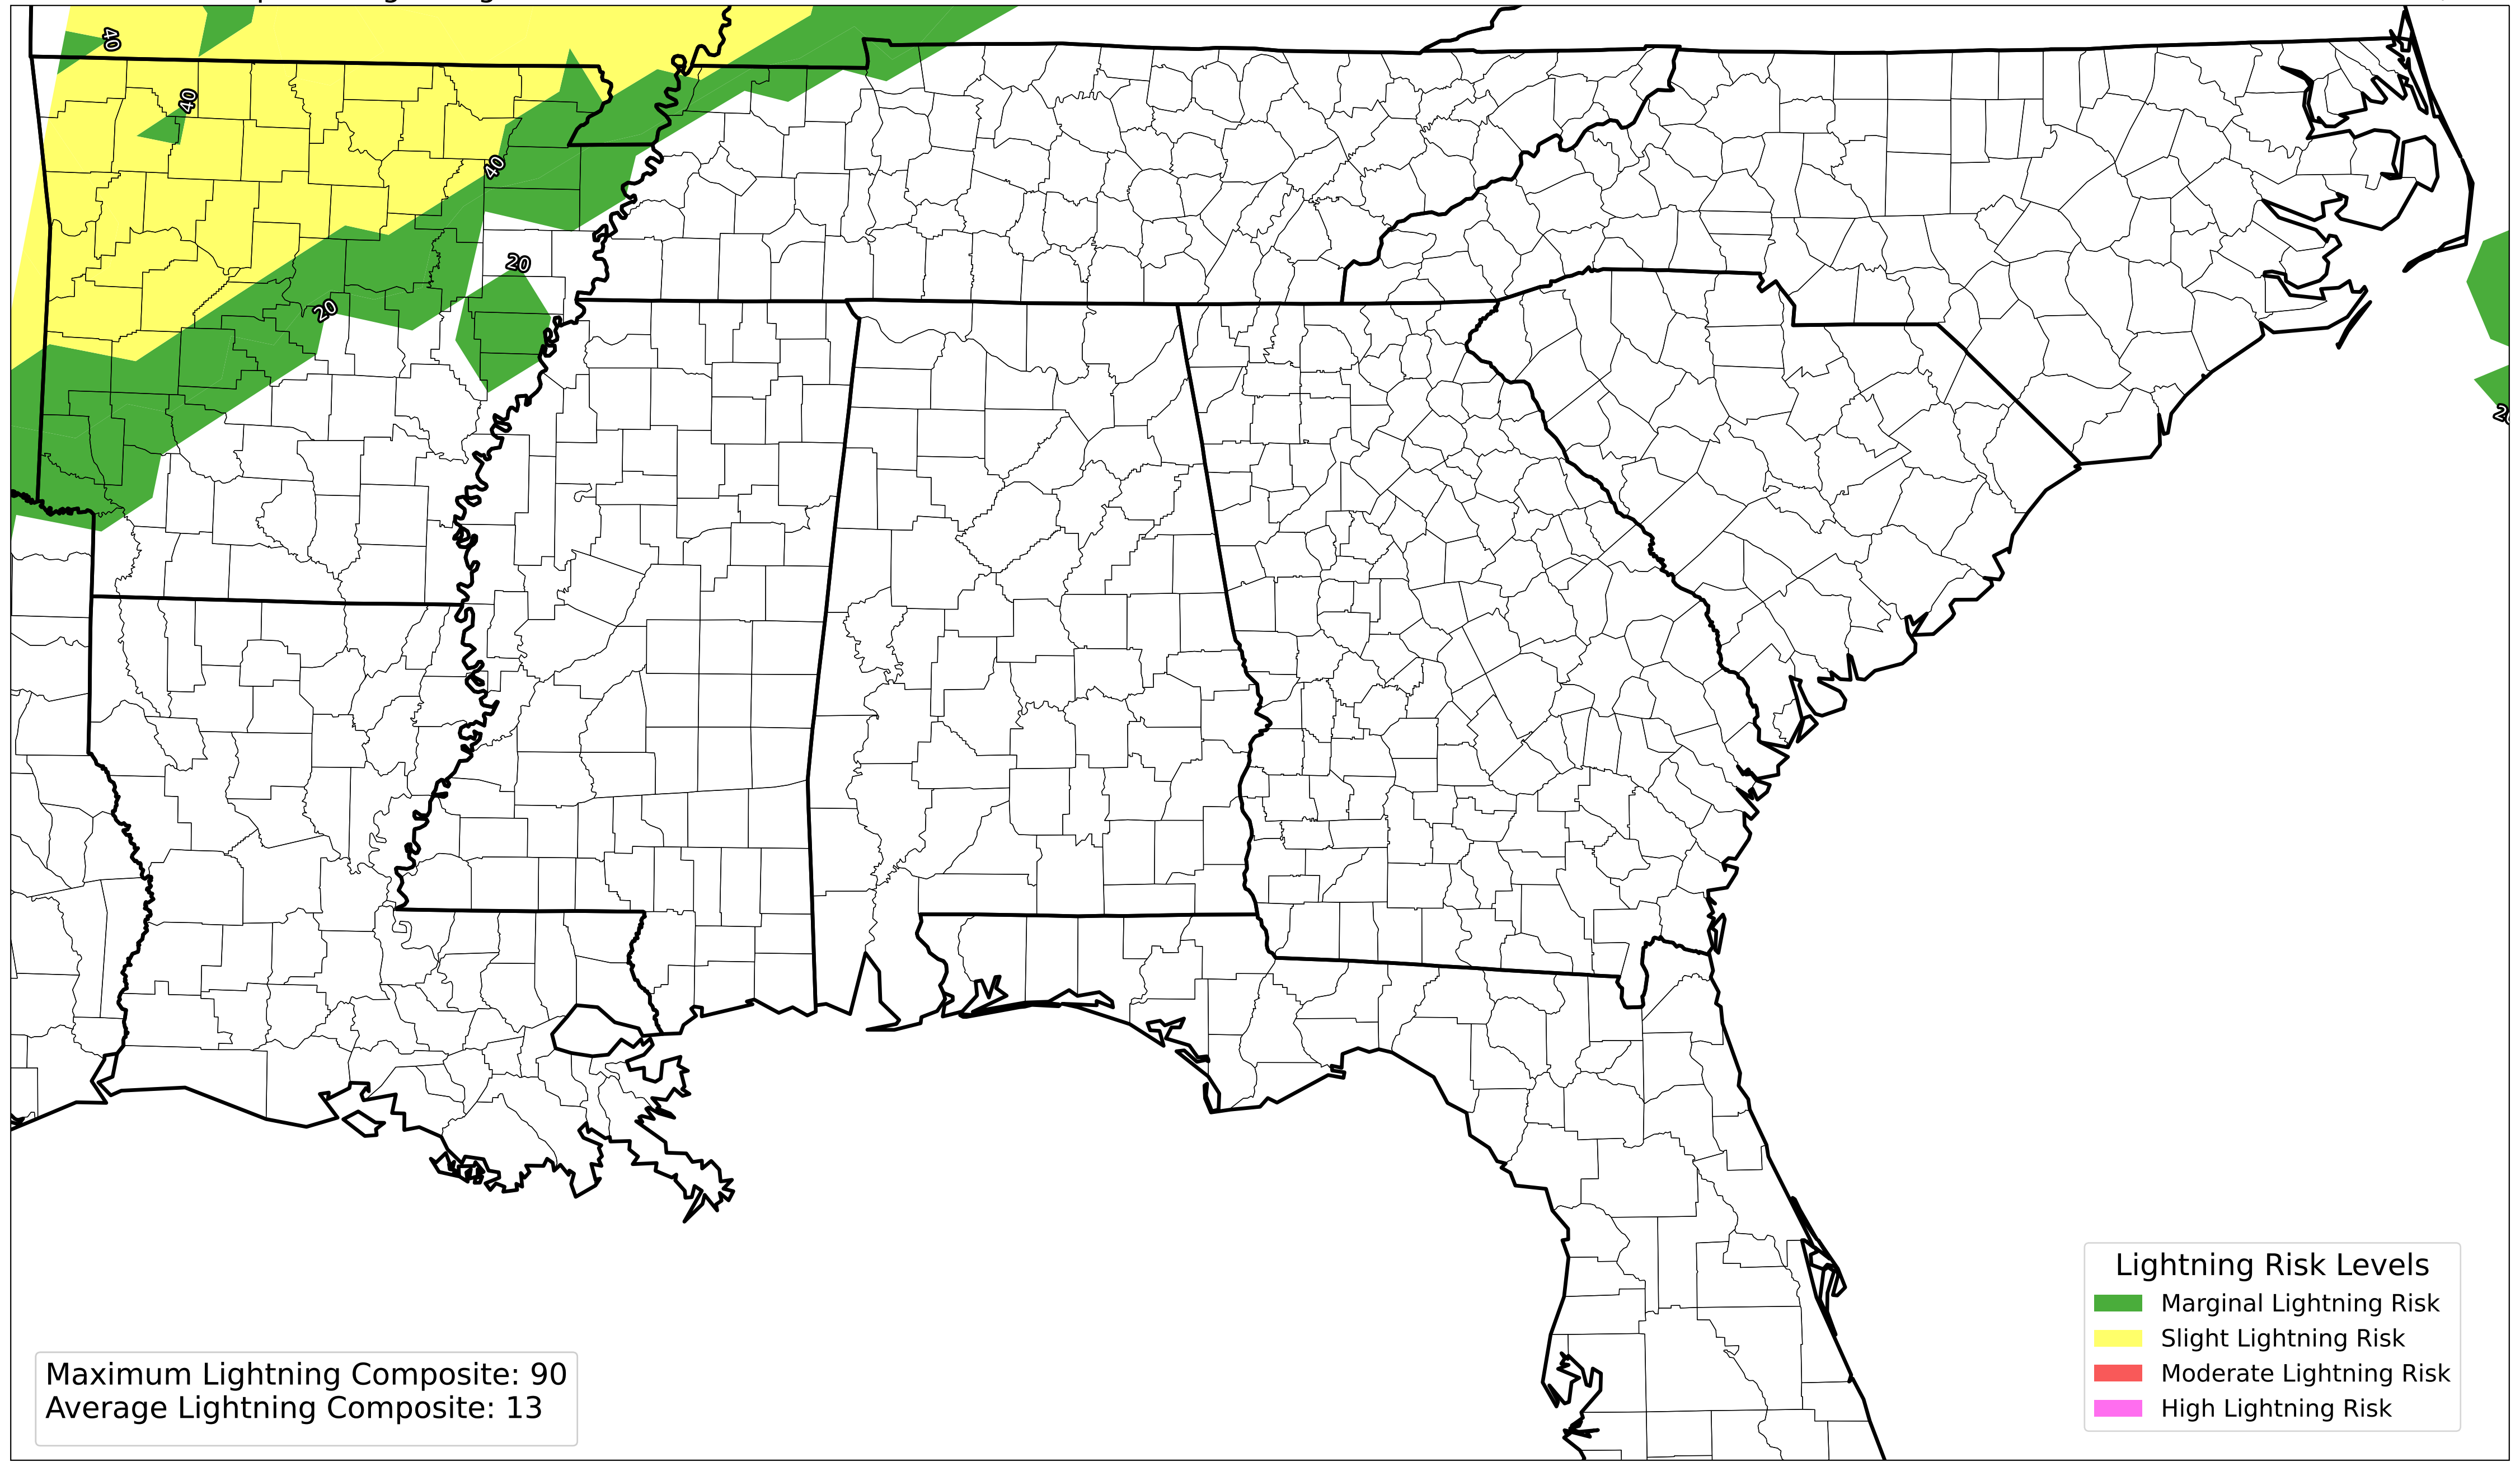 40
40
40
20
20
Lightning Risk Levels
Marginal Lightning Risk
Slight Lightning Risk
Moderate Lightning Risk
High Lightning Risk
Maximum Lightning Composite: 90
Average Lightning Composite: 13